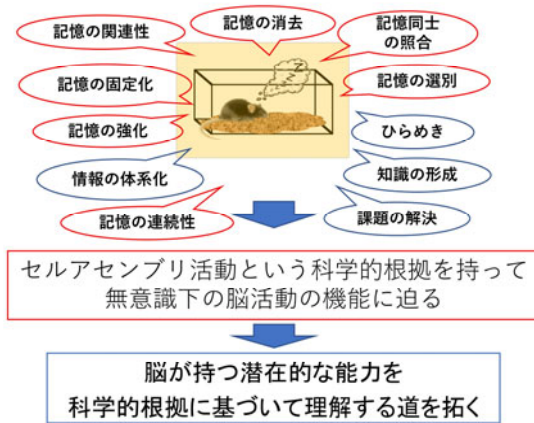 記憶の関連性
記憶の消去
記憶同士
の照合
記憶の固定化
記憶の選別
記憶の強化
ひらめき
情報の体系化
知識の形成
記憶の連続性
課題の解決
セルアセンブリ活動という科学的根拠を持って
無意識下の脳活動の機能に迫る
脳が持つ潜在的な能力を
科学的根拠に基づいて理解する道を拓く